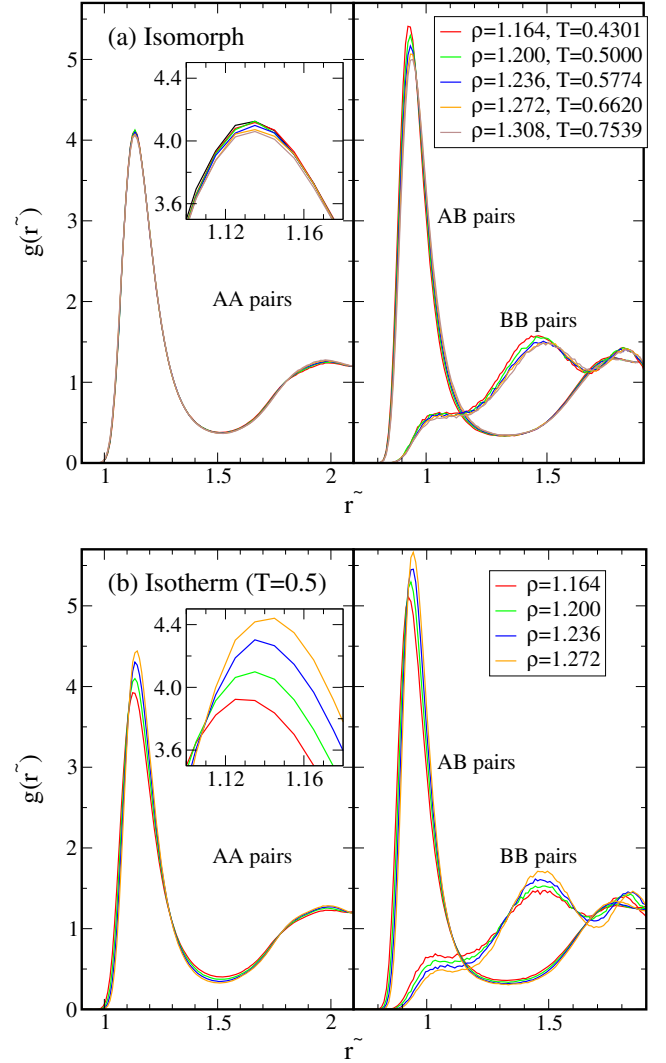 (a) Isomorph
ρ=1.164, T=0.4301
ρ=1.200, T=0.5000
ρ=1.236, T=0.5774
ρ=1.272, T=0.6620
ρ=1.308, T=0.7539
4.4
4.0
3.6
1.12 1.16
AA pairs
AB pairs
BB pairs
g(r~)
5
4
3
2
1
0
1 1.5 2
1 1.5
r~ r~
(b) Isotherm (T=0.5)
ρ=1.164
ρ=1.200
ρ=1.236
ρ=1.272
4.4
4.0
3.6
1.12 1.16
AA pairs
AB pairs
BB pairs
g(r~)
5
4
3
2
1
0
1 1.5 2
1 1.5
r~ r~